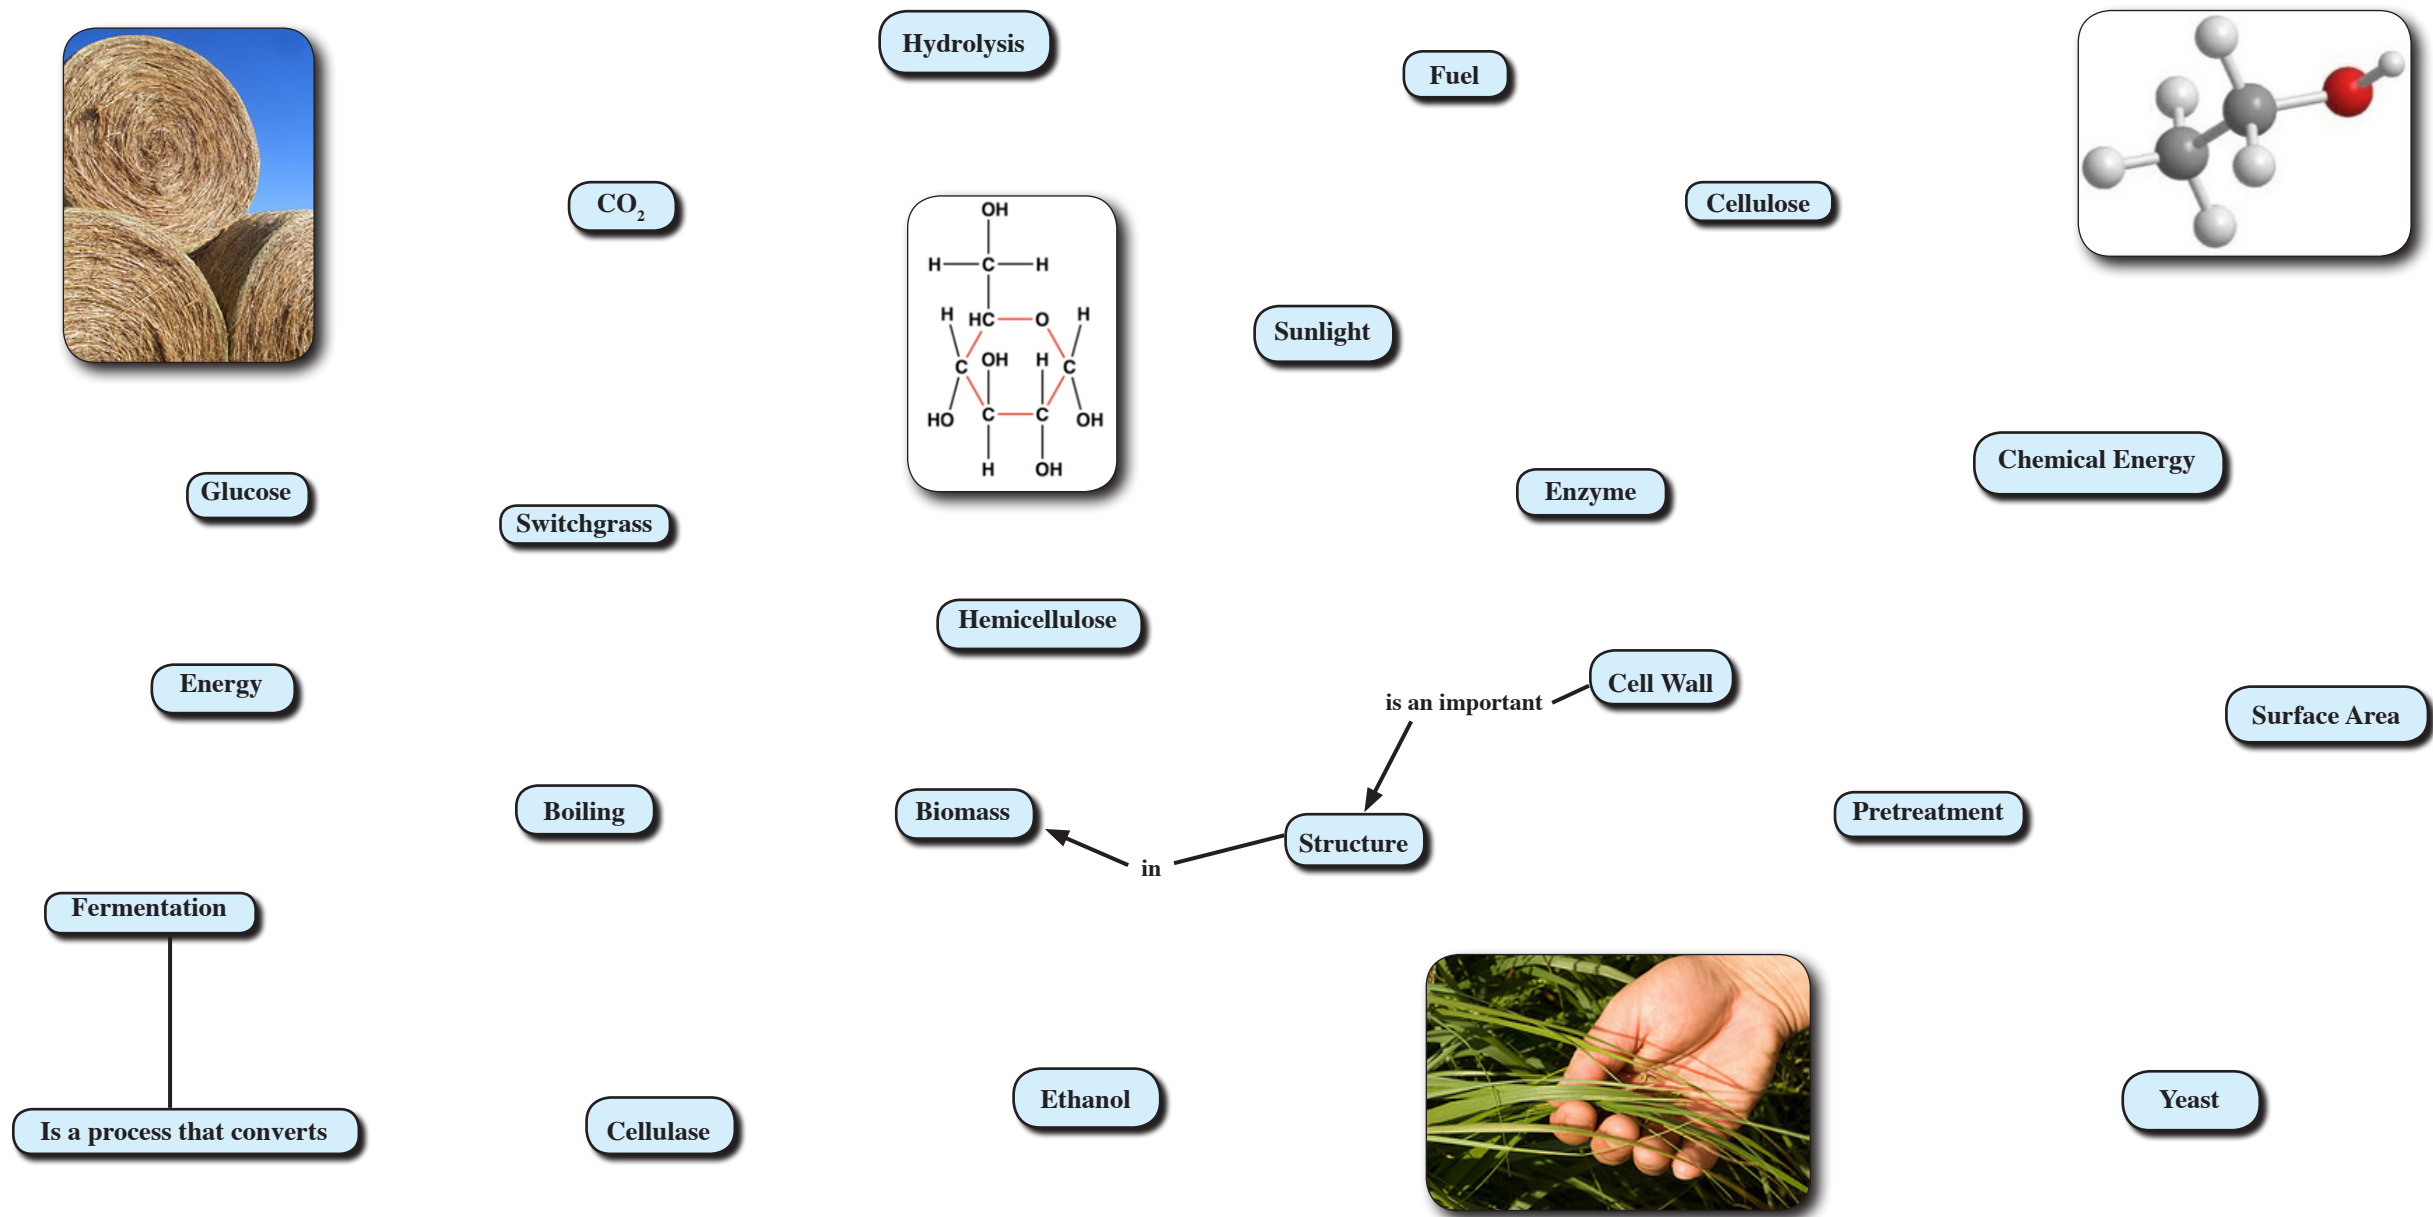 Hydrolysis
Fuel
CO₂
Cellulose
OH
H C H
H HC O H
C OH H C
HO C C OH
H OH
Sunlight
Chemical Energy
Glucose
Switchgrass
Enzyme
Hemicellulose
Energy
Cell Wall
is an important
Surface Area
Boiling
Biomass
in
Structure
Pretreatment
Fermentation
Is a process that converts
Cellulase
Ethanol
Yeast